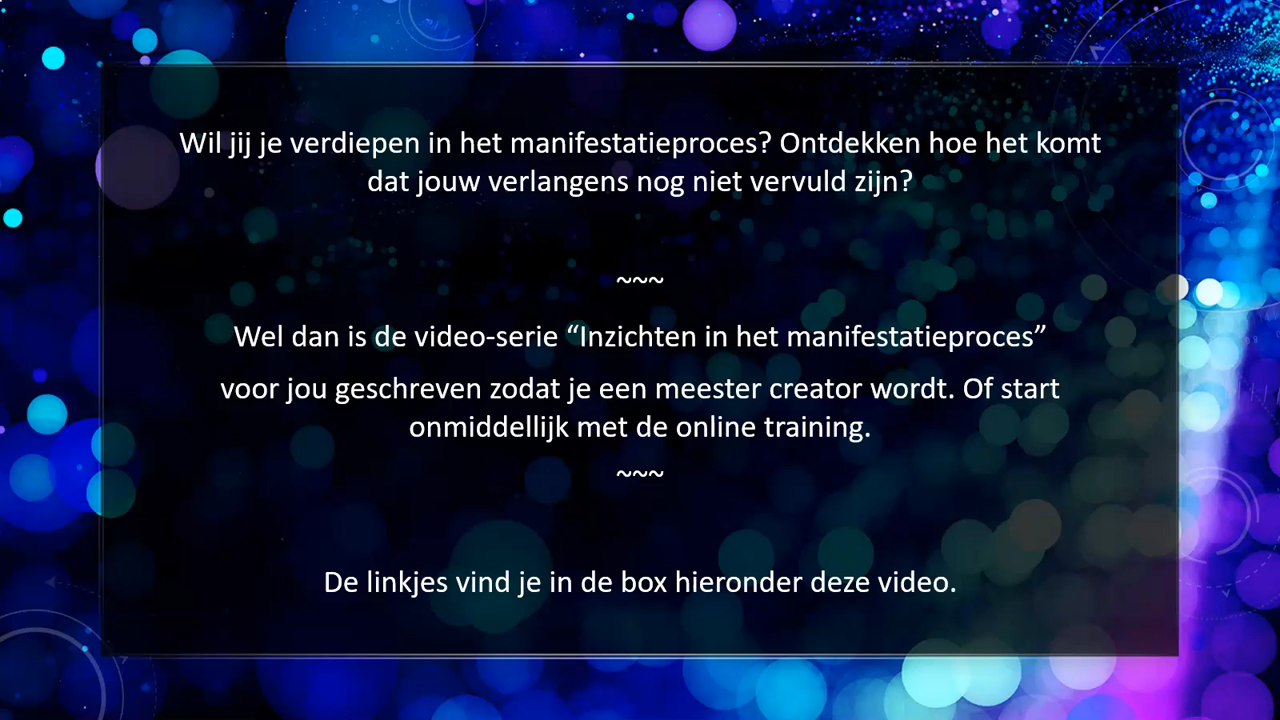 Wil jij je verdiepen in het manifestatieproces? Ontdekken hoe het komt
dat jouw verlangens nog niet vervuld zijn?
~~~
Wel dan is de video-serie “Inzichten in het manifestatieproces”
voor jou geschreven zodat je een meester creator wordt. Of start
onmiddellijk met de online training.
~~~
De linkjes vind je in de box hieronder deze video.